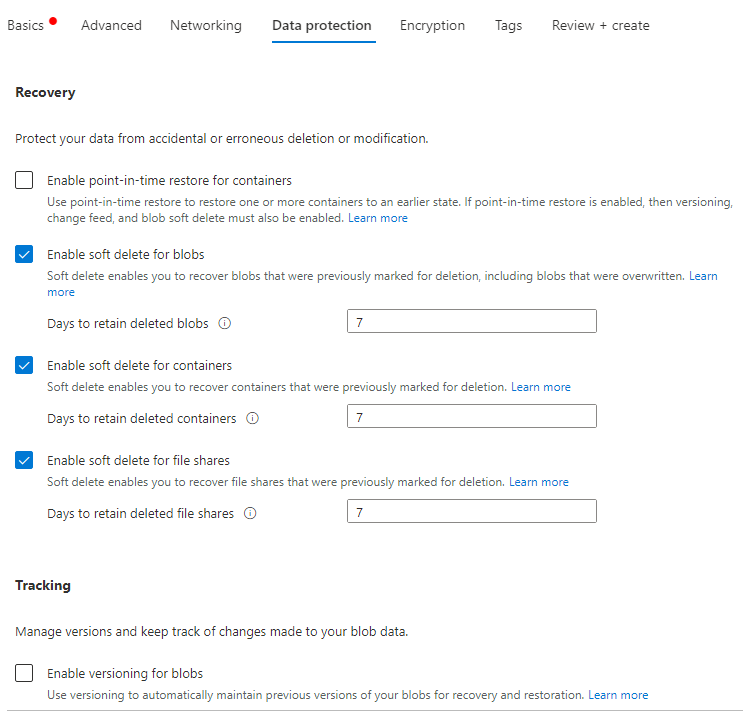 Basics Advanced Networking Data protection Encryption Tags Review + create
Recovery
Protect your data from accidental or erroneous deletion or modification.
Enable point-in-time restore for containers
Use point-in-time restore to restore one or more containers to an earlier state. If point-in-time restore is enabled, then versioning,
change feed, and blob soft delete must also be enabled. Learn more
Enable soft delete for blobs
Soft delete enables you to recover blobs that were previously marked for deletion, including blobs that were overwritten. Learn
more
Days to retain deleted blobs 7
Enable soft delete for containers
Soft delete enables you to recover containers that were previously marked for deletion. Learn more
Days to retain deleted containers 7
Enable soft delete for file shares
Soft delete enables you to recover file shares that were previously marked for deletion. Learn more
Days to retain deleted file shares 7
Tracking
Manage versions and keep track of changes made to your blob data.
Enable versioning for blobs
Use versioning to automatically maintain previous versions of your blobs for recovery and restoration. Learn more